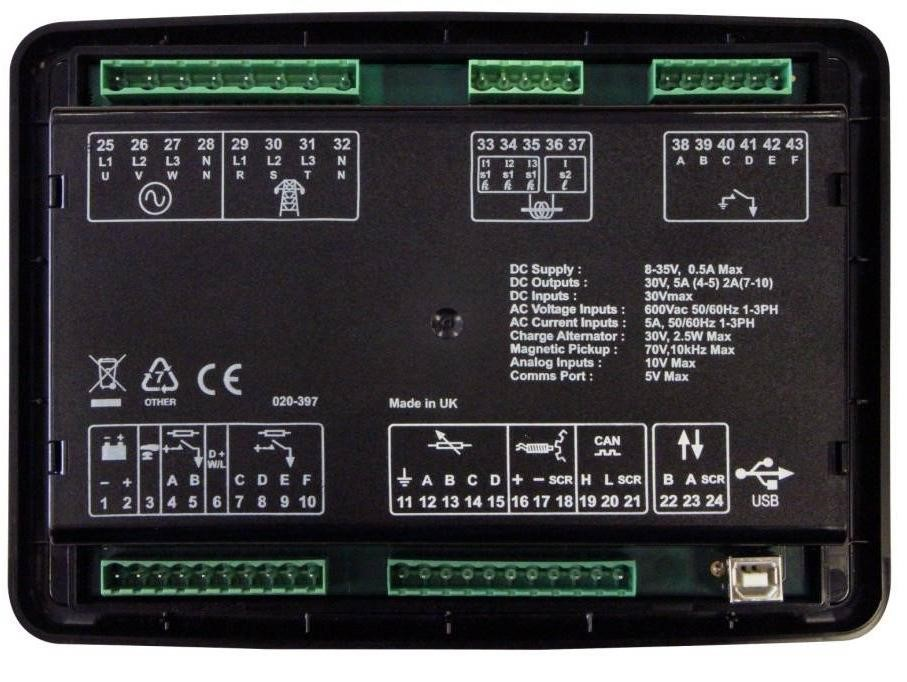 25 26 27 28 29 30 31 32
L1 L2 L3 N L1 L2 L3 N
U V W N R S T N
33 34 35 36 37
I1 I2 I3 I
s1 s1 s1 s2
k k k l
38 39 40 41 42 43
A B C D E F
DC Supply : 8-35V, 0.5A Max
DC Outputs : 30V, 5A (4-5) 2A(7-10)
DC Inputs : 30Vmax
AC Voltage Inputs : 600Vac 50/60Hz 1-3PH
AC Current Inputs : 5A, 50/60Hz 1-3PH
Charge Alternator : 30V, 2.5W Max
Magnetic Pickup : 70V,10kHz Max
Analog Inputs : 10V Max
Comms Port : 5V Max
7
OTHER
CE
020-397
Made in UK
- +
D+
W/L
- + A B C D E F
1 2 3 4 5 6 7 8 9 10
CAN
A B C D + - SCR H L SCR
11 12 13 14 15 16 17 18 19 20 21
B A SCR
22 23 24
USB